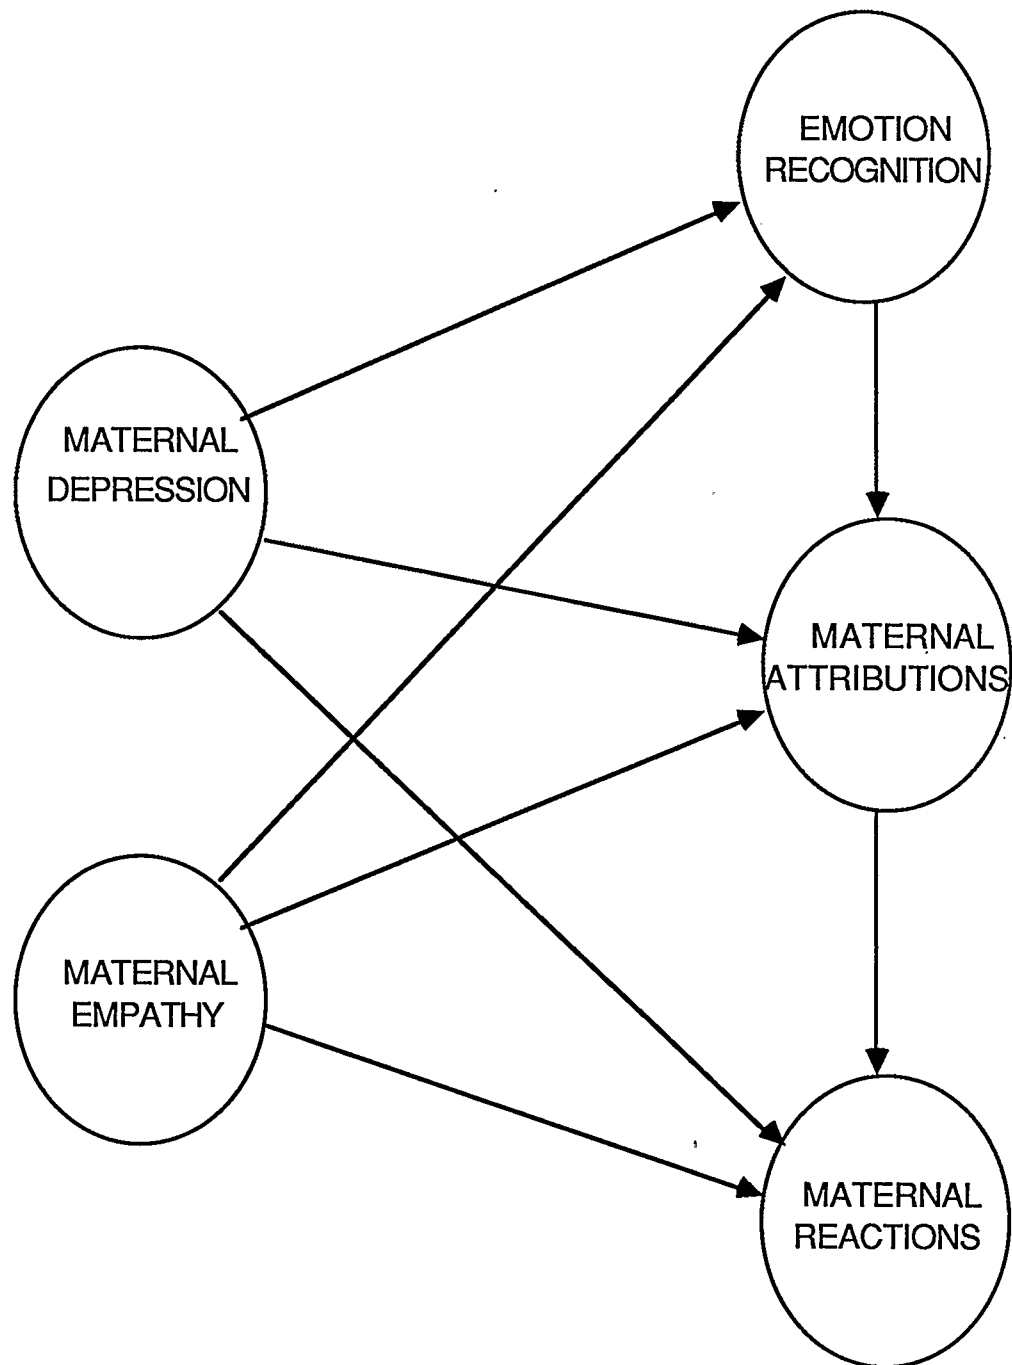 EMOTION
RECOGNITION
MATERNAL
DEPRESSION
MATERNAL
ATTRIBUTIONS
MATERNAL
EMPATHY
MATERNAL
REACTIONS